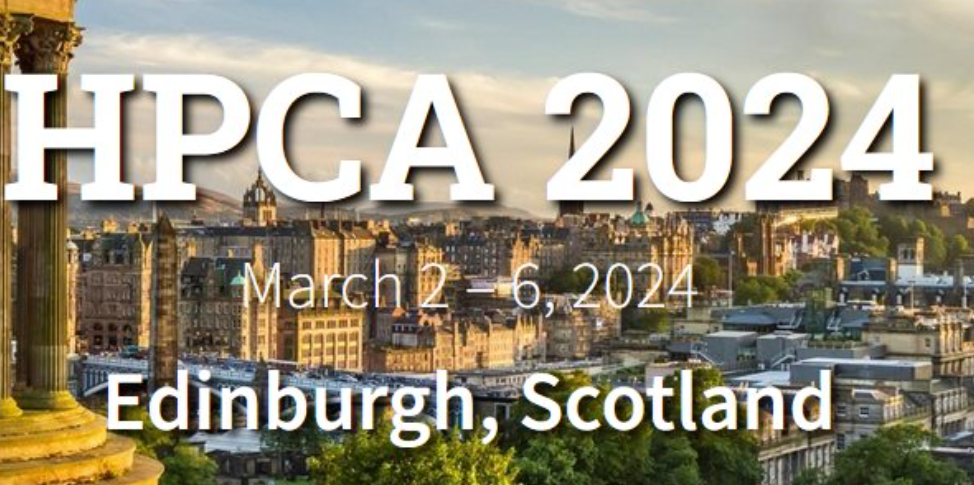 HPCA 2024
March 2 – 6, 2024
Edinburgh, Scotland